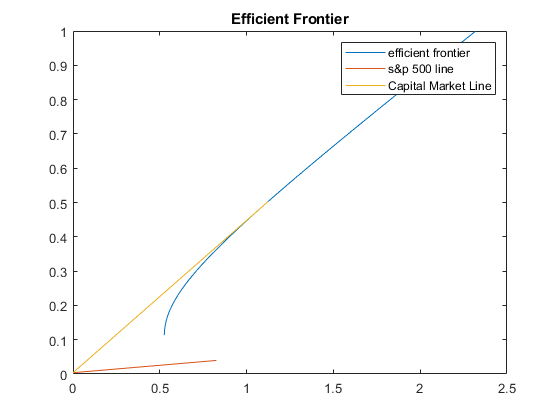 Efficient Frontier
1
0.9
0.8
0.7
0.6
0.5
0.4
0.3
0.2
0.1
0
efficient frontier
s&p 500 line
Capital Market Line
0 0.5 1 1.5 2 2.5